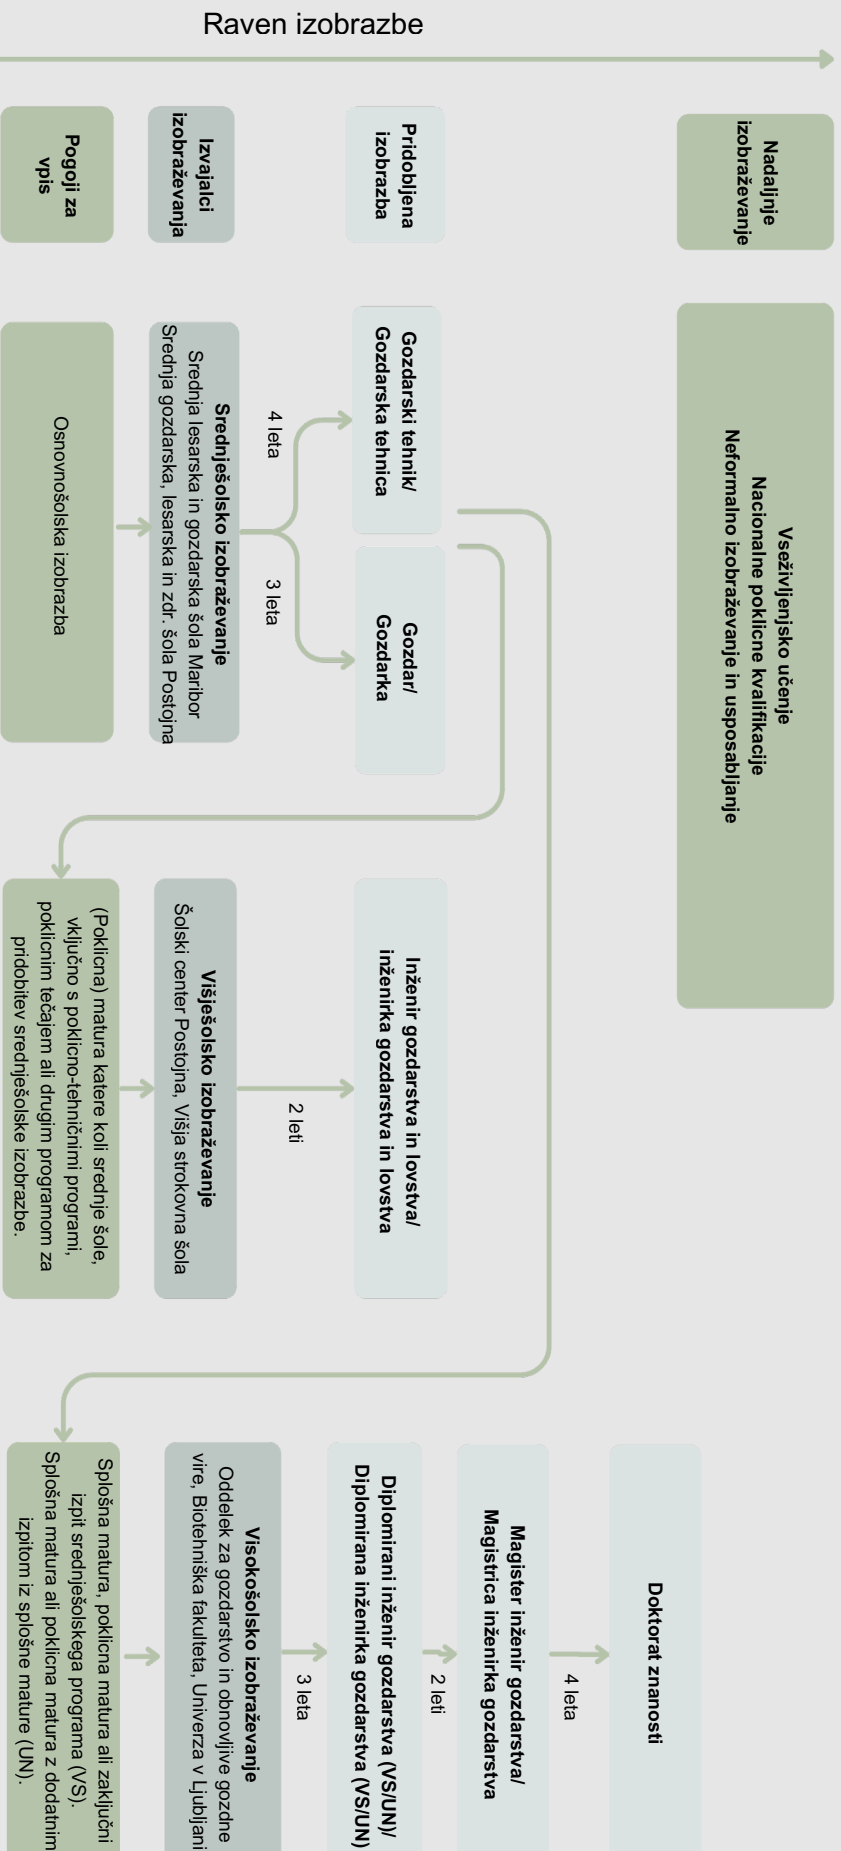 Raven izobrazbe
Pogoji za
vpis
Izvajalci
izobraževanja
Pridobljena
izobrazba
Nadaljnje
izobraževanje
Osnovnošolska izobrazba
Srednješolsko izobraževanje
Srednja lesarska in gozdarska šola Maribor
Srednja gozdarska, lesarska in zdr. šola Postojna
4 leta
3 leta
Gozdarski tehnik/
Gozdarska tehnica
Gozdar/
Gozdarka
Vseživljenjsko učenje
Nacionalne poklicne kvalifikacije
Neformalno izobraževanje in usposabljanje
(Poklicna) matura katere koli srednje šole,
vključno s poklicno-tehničnimi programi,
poklicnim tečajem ali drugim programom za
pridobitev srednješolske izobrazbe.
Višješolsko izobraževanje
Šolski center Postojna, Višja strokovna šola
2 leti
Inženir gozdarstva in lovstva/
inženirka gozdarstva in lovstva
Splošna matura, poklicna matura ali zaključni
izpit srednješolskega programa (VS).
Splošna matura ali poklicna matura z dodatnim
izpitom iz splošne mature (UN).
Visokošolsko izobraževanje
Oddelek za gozdarstvo in obnovljive gozdne
vire, Biotehniška fakulteta, Univerza v Ljubljani
3 leta
Diplomirani inženir gozdarstva (VS/UN)/
Diplomirana inženirka gozdarstva (VS/UN)
2 leti
Magister inženir gozdarstva/
Magistrica inženirka gozdarstva
4 leta
Doktorat znanosti